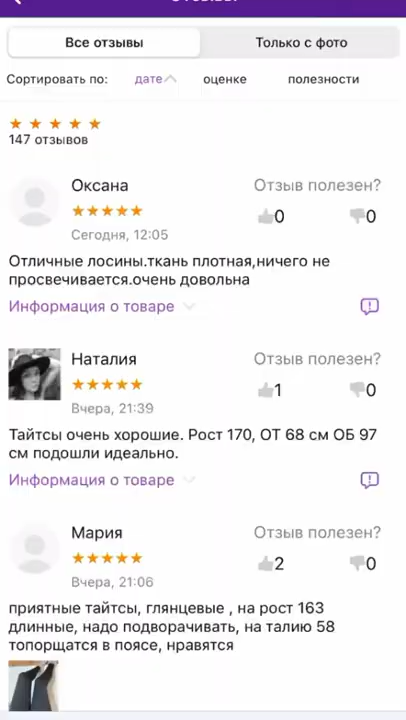 Все отзывы
Только с фото
Сортировать по:
дате
оценке
полезности
147 отзывов
Оксана
Отзыв полезен?
0
0
Сегодня, 12:05
Отличные лосины.ткань плотная,ничего не
просвечивается.очень довольна
Информация о товаре
Наталия
Отзыв полезен?
1
0
Вчера, 21:39
Тайтсы очень хорошие. Рост 170, ОТ 68 см ОБ 97
см подошли идеально.
Информация о товаре
Мария
Отзыв полезен?
2
0
Вчера, 21:06
приятные тайтсы, глянцевые , на рост 163
длинные, надо подворачивать, на талию 58
топорщатся в поясе, нравятся